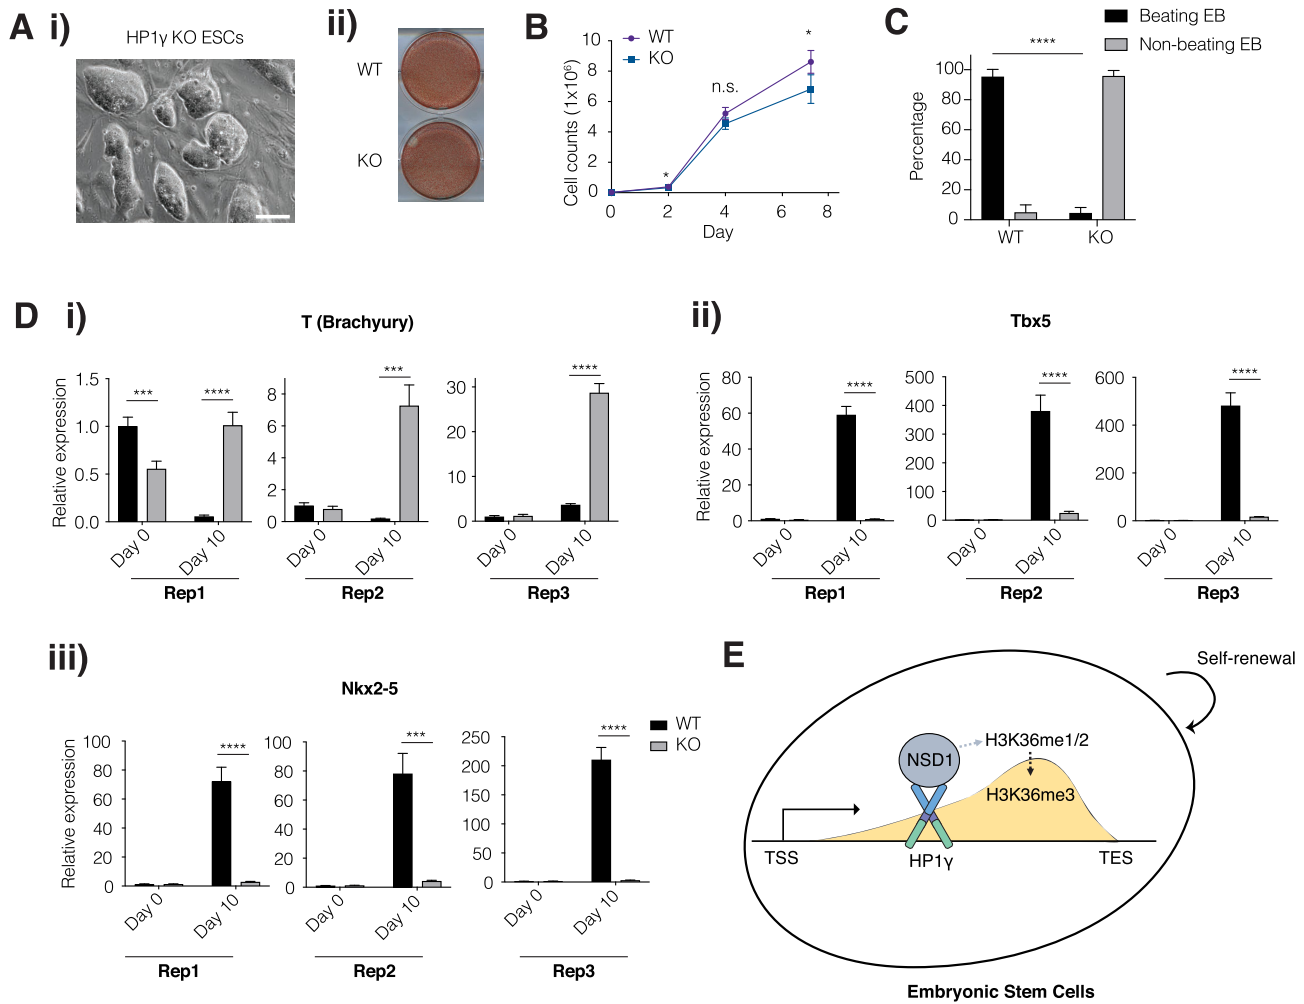 A i)
HP1γ KO ESCs
ii)
WT
KO
B
WT
KO
Cell counts (1x10⁶)
10
8
6
4
2
0
*
n.s.
*
0 2 4 6 8
Day
C
Beating EB
Non-beating EB
****
Percentage
100
80
60
40
20
0
WT KO
D i)
T (Brachyury)
Relative expression
1.5
1.0
0.5
0.0
*** ****
Day 0 Day 10
Rep1
8
6
4
2
0
***
Day 0 Day 10
Rep2
30
20
10
0
****
Day 0 Day 10
Rep3
ii)
Tbx5
Relative expression
80
60
40
20
0
****
Day 0 Day 10
Rep1
500
400
300
200
100
0
****
Day 0 Day 10
Rep2
600
400
200
0
****
Day 0 Day 10
Rep3
iii)
Nkx2-5
WT
KO
Relative expression
100
80
60
40
20
0
****
Day 0 Day 10
Rep1
100
80
60
40
20
0
***
Day 0 Day 10
Rep2
250
200
150
100
50
0
****
Day 0 Day 10
Rep3
E
Self-renewal
NSD1
H3K36me1/2
H3K36me3
TSS
HP1γ
TES
Embryonic Stem Cells